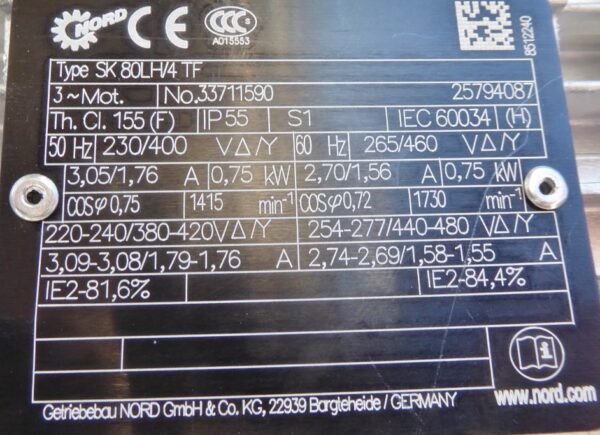 NORD CE CCC
A015553
8512240
Type SK 80LH/4 TF
3~Mot. No.33711590 25794087
Th. Cl. 155 (F) IP55 S1 IEC 60034 (H)
50 Hz 230/400 V Δ/Y 60 Hz 265/460 V Δ/Y
3,05/1,76 A 0,75 kW 2,70/1,56 A 0,75 kW
COSφ 0,75 1415 min⁻¹ COSφ 0,72 1730 min⁻¹
220-240/380-420 V Δ/Y 254-277/440-480 V Δ/Y
3,09-3,08/1,79-1,76 A 2,74-2,69/1,58-1,55 A
IE2-81,6% IE2-84,4%
i
www.nord.com
Getriebebau NORD GmbH & Co. KG, 22939 Bargteheide / GERMANY